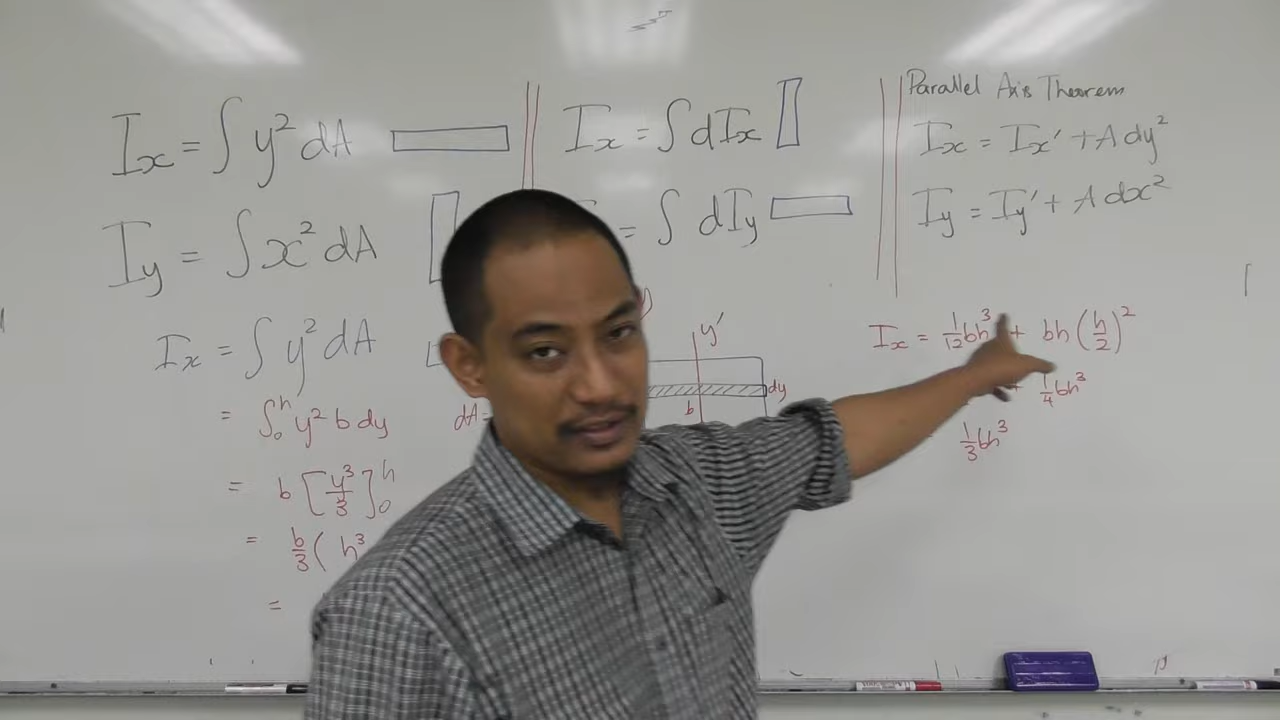 Ix = ∫ y² dA
Iy = ∫ x² dA
Ix = ∫ y² dA
= ∫₀ʰ y² b dy
= b [y³/3]₀ʰ
= b/3 ( h³
=
Ix = ∫ dIx
= ∫ dIy
y'
dy
b
dA=
Parallel Axis Theorem
Ix = Ix' + A dy²
Iy = Iy' + A dx²
Ix = 1/12 bh³ + bh (h/2)²
+ 1/4 bh³
1/3 bh³